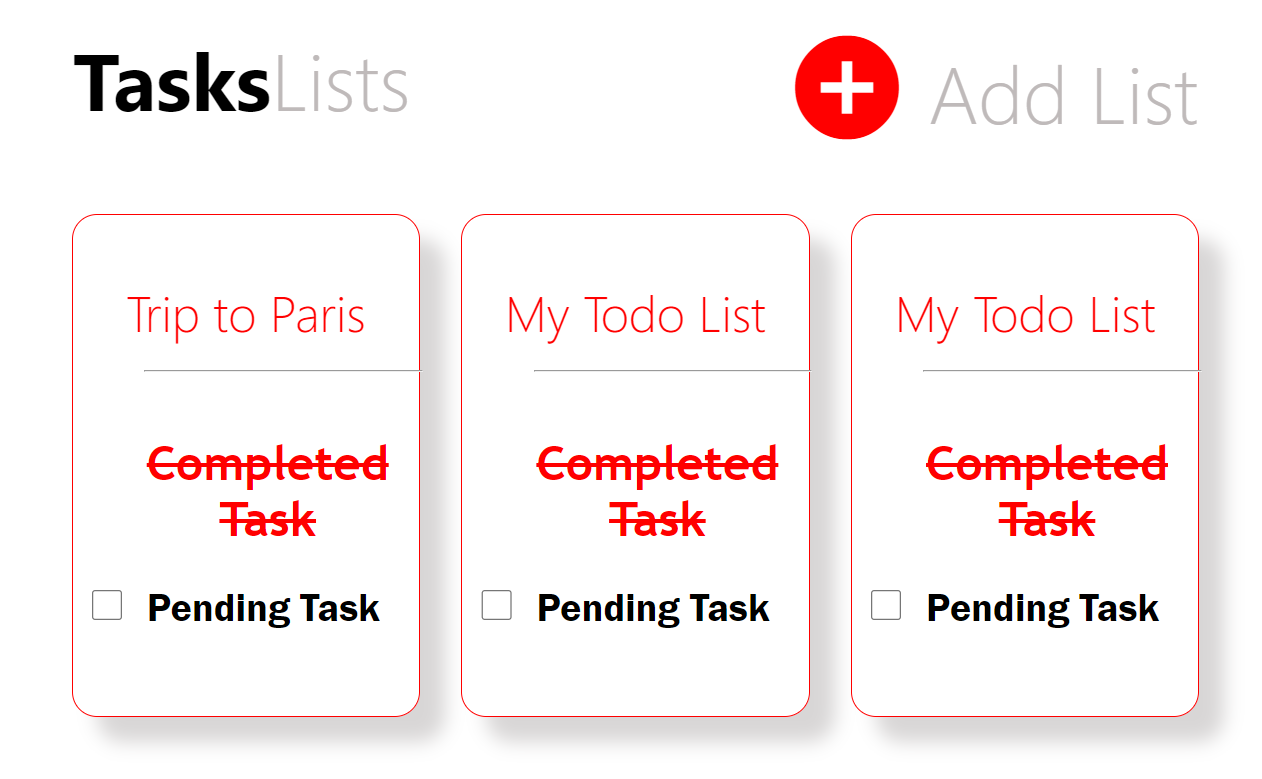 TasksLists
Add List
Trip to Paris
Completed
Task
Pending Task
My Todo List
Completed
Task
Pending Task
My Todo List
Completed
Task
Pending Task